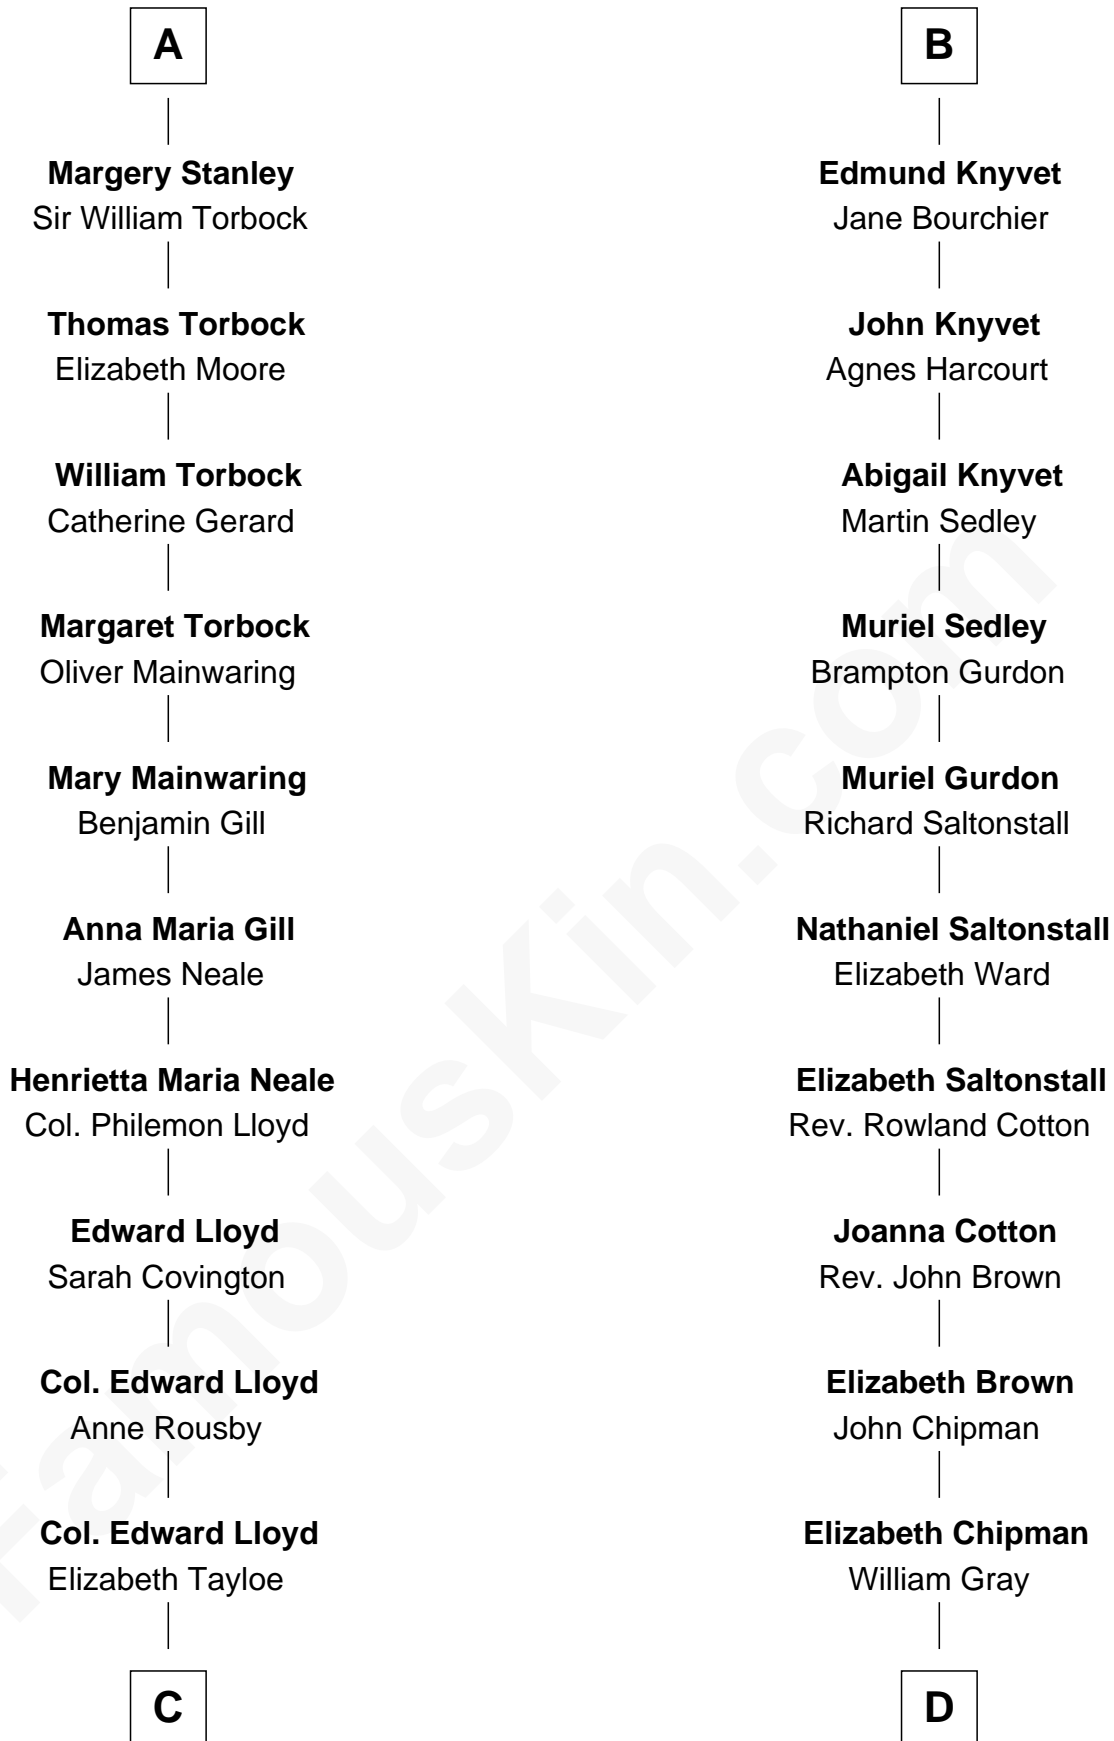 A
Margery Stanley
Sir William Torbock
Thomas Torbock
Elizabeth Moore
William Torbock
Catherine Gerard
Margaret Torbock
Oliver Mainwaring
Mary Mainwaring
Benjamin Gill
Anna Maria Gill
James Neale
Henrietta Maria Neale
Col. Philemon Lloyd
Edward Lloyd
Sarah Covington
Col. Edward Lloyd
Anne Rousby
Col. Edward Lloyd
Elizabeth Tayloe
C
B
Edmund Knyvet
Jane Bourchier
John Knyvet
Agnes Harcourt
Abigail Knyvet
Martin Sedley
Muriel Sedley
Brampton Gurdon
Muriel Gurdon
Richard Saltonstall
Nathaniel Saltonstall
Elizabeth Ward
Elizabeth Saltonstall
Rev. Rowland Cotton
Joanna Cotton
Rev. John Brown
Elizabeth Brown
John Chipman
Elizabeth Chipman
William Gray
D
FamousKin.com